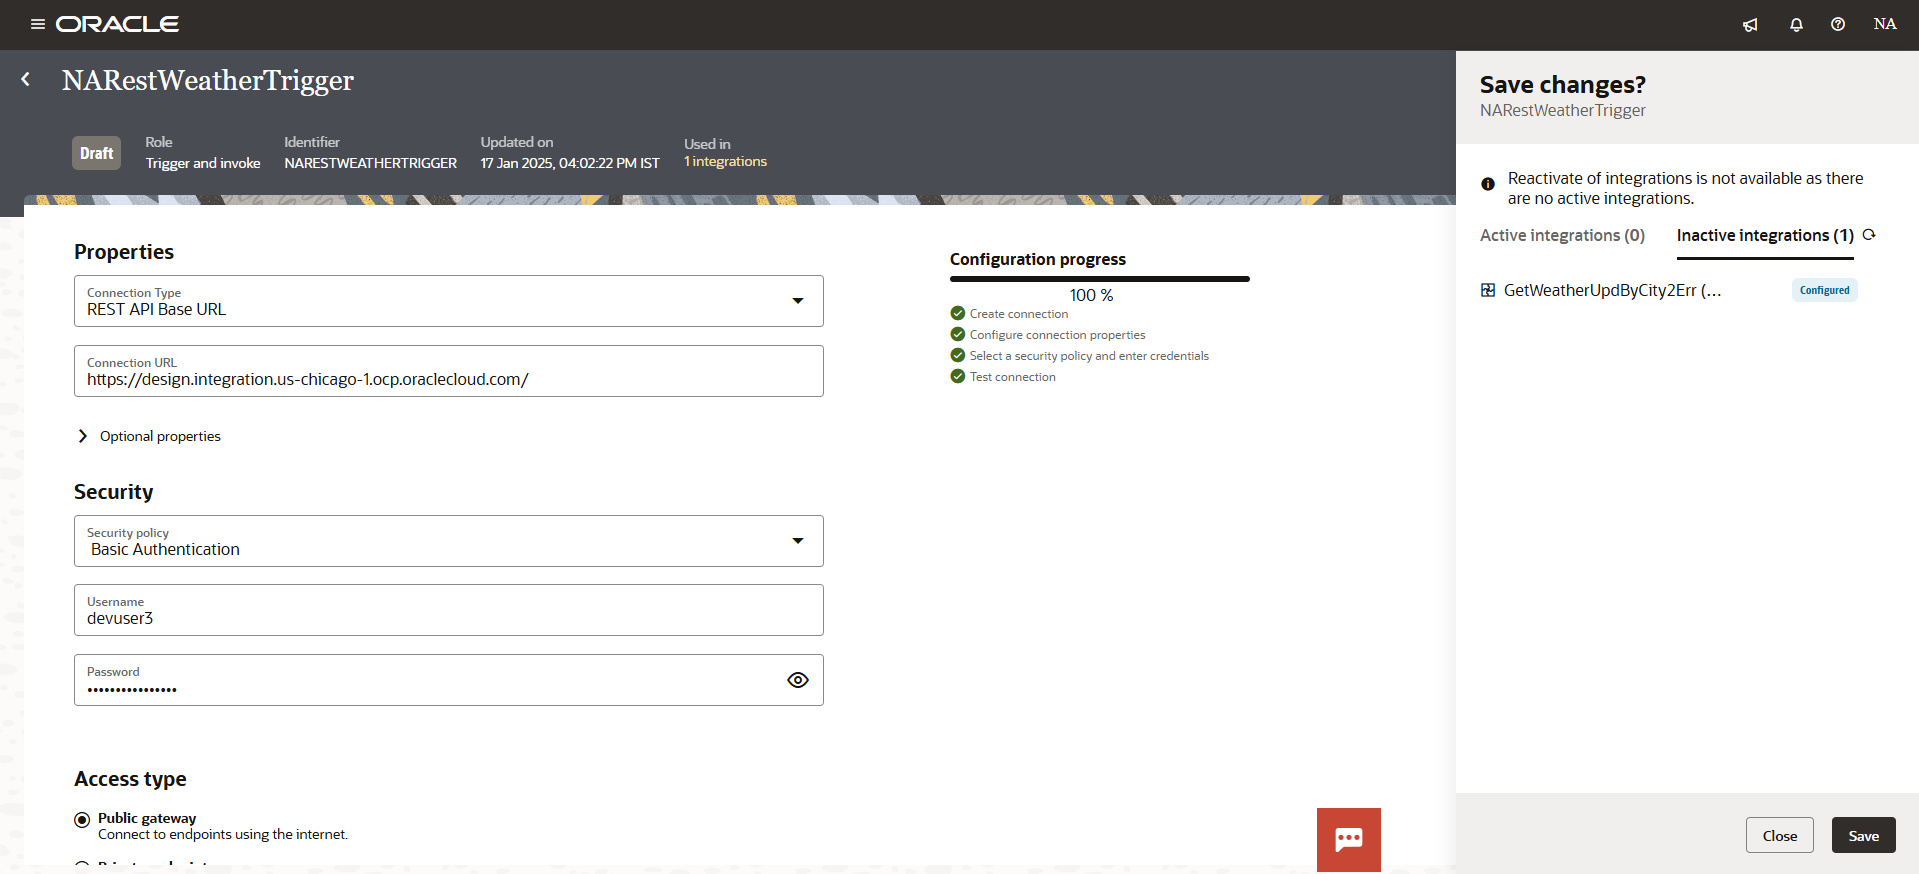 ORACLE
NA
NARestWeatherTrigger
Draft
Role
Trigger and invoke
Identifier
NARESTWEATHERTRIGGER
Updated on
17 Jan 2025, 04:02:22 PM IST
Used in
1 integrations
Properties
Connection Type
REST API Base URL
Connection URL
https://design.integration.us-chicago-1.ocp.oraclecloud.com/
Optional properties
Security
Security policy
Basic Authentication
Username
devuser3
Password
••••••••••••••••
Access type
Public gateway
Connect to endpoints using the internet.
Configuration progress
100 %
Create connection
Configure connection properties
Select a security policy and enter credentials
Test connection
Save changes?
NARestWeatherTrigger
Reactivate of integrations is not available as there
are no active integrations.
Active integrations (0)
Inactive integrations (1)
GetWeatherUpdByCity2Err (...
Configured
Close
Save